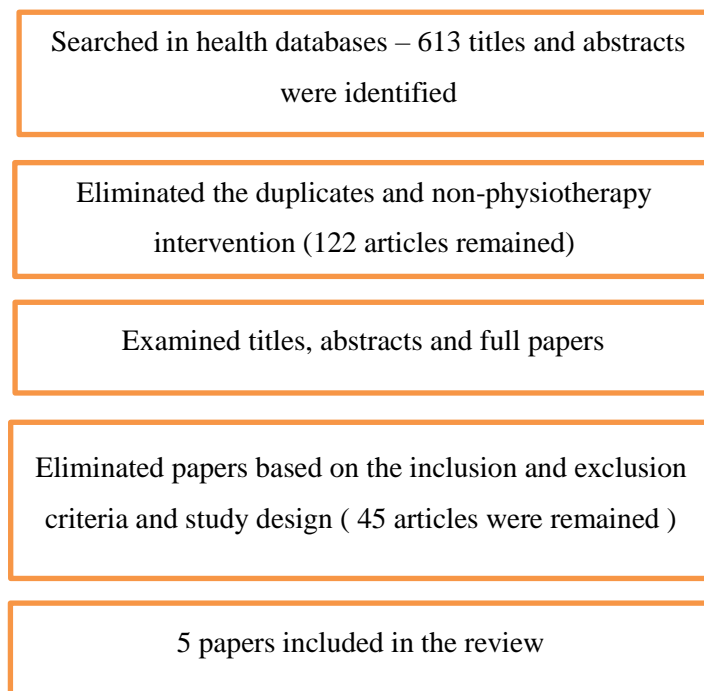 Searched in health databases – 613 titles and abstracts
were identified
Eliminated the duplicates and non-physiotherapy
intervention (122 articles remained)
Examined titles, abstracts and full papers
Eliminated papers based on the inclusion and exclusion
criteria and study design ( 45 articles were remained )
5 papers included in the review